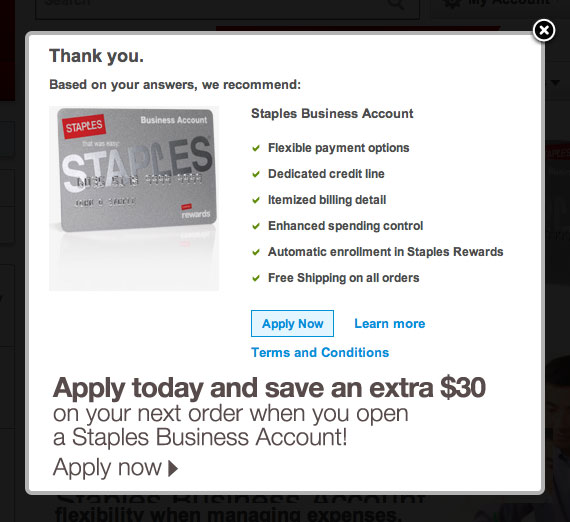 Search
My Account
Thank you.
Based on your answers, we recommend:
STAPLES
Business Account
that was easy.
STAPLES
rewards
Staples Business Account
Flexible payment options
Dedicated credit line
Itemized billing detail
Enhanced spending control
Automatic enrollment in Staples Rewards
Free Shipping on all orders
Apply Now
Learn more
Terms and Conditions
Apply today and save an extra $30
on your next order when you open
a Staples Business Account!
Apply now
Staples Business Account
flexibility when managing expenses.